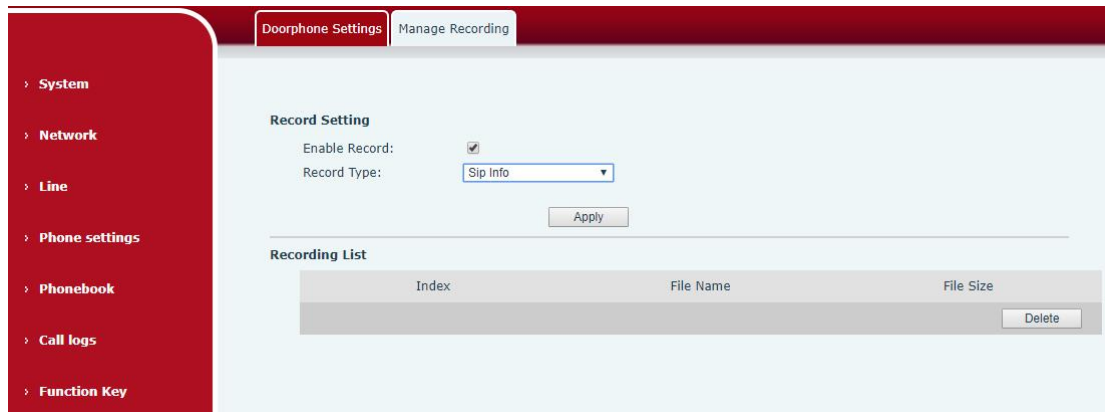 Doorphone Settings Manage Recording
› System
› Network
› Line
› Phone settings
› Phonebook
› Call logs
› Function Key
Record Setting
Enable Record:
Record Type: Sip Info
Apply
Recording List
Index File Name File Size
Delete